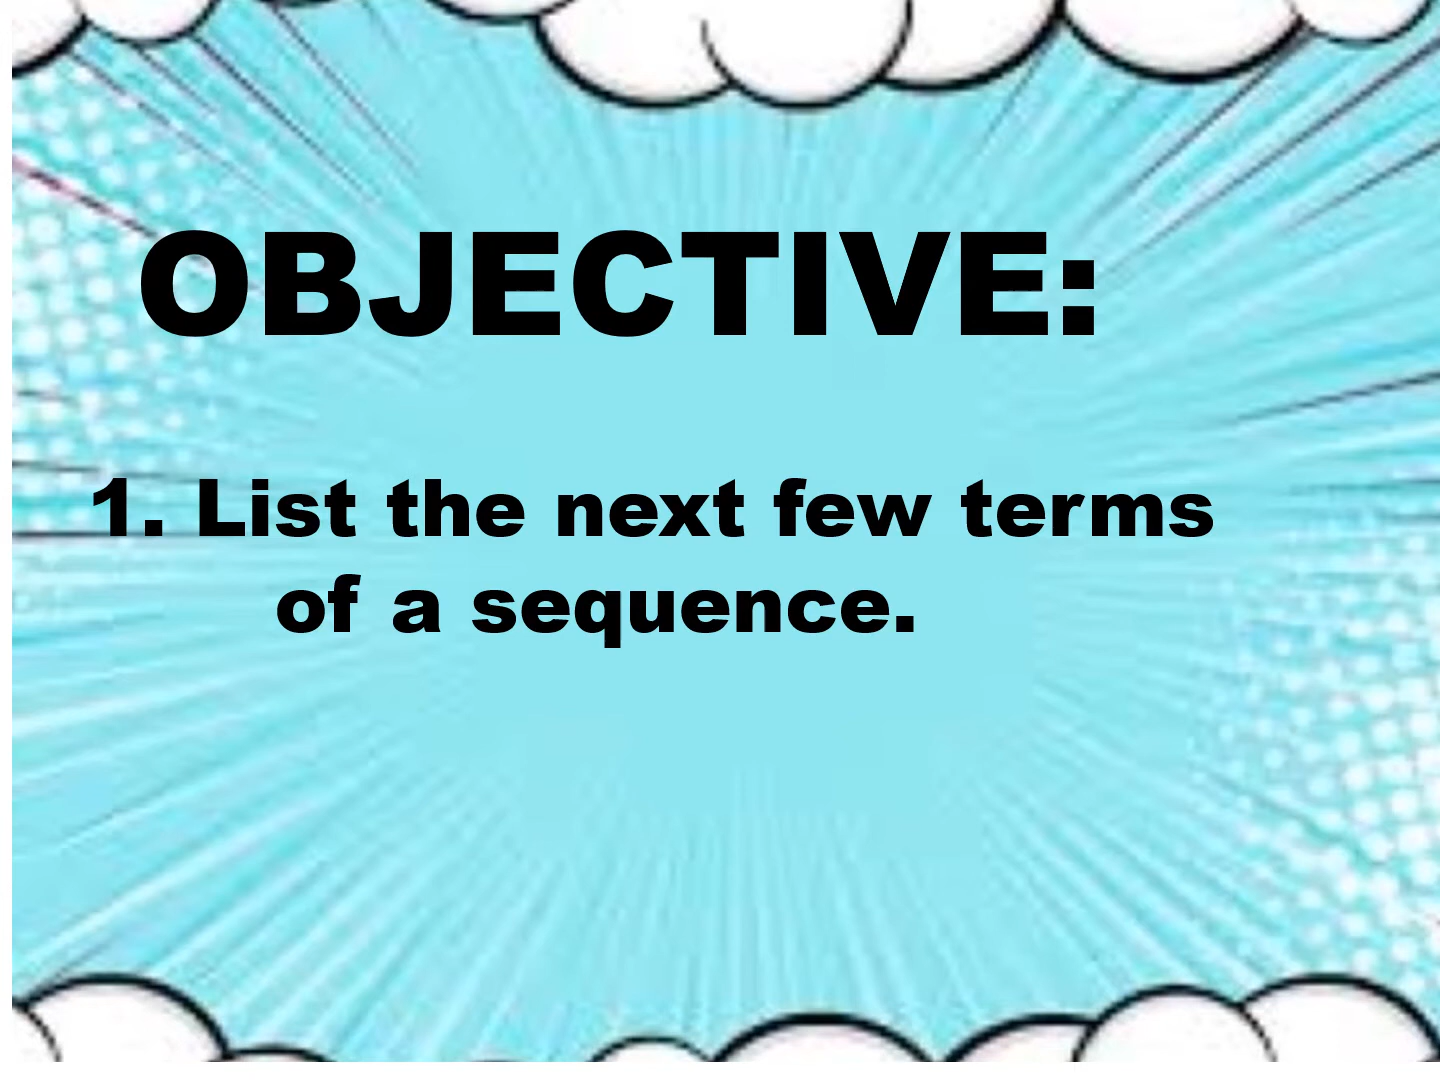 OBJECTIVE:
1. List the next few terms
of a sequence.